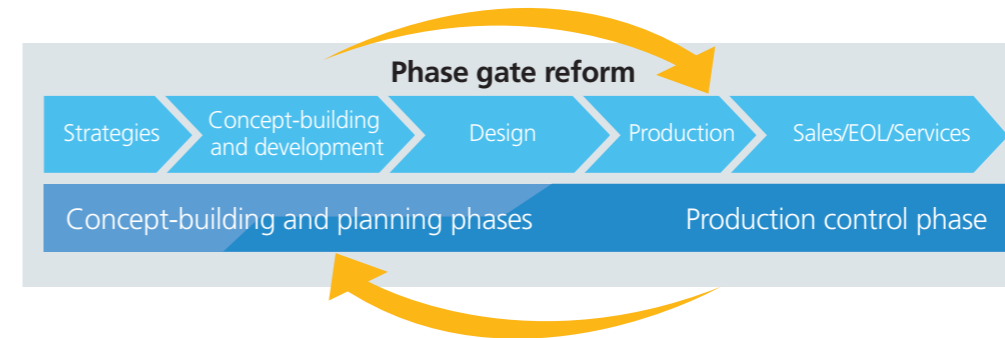 Phase gate reform
Strategies
Concept-building
and development
Design
Production
Sales/EOL/Services
Concept-building and planning phases
Production control phase